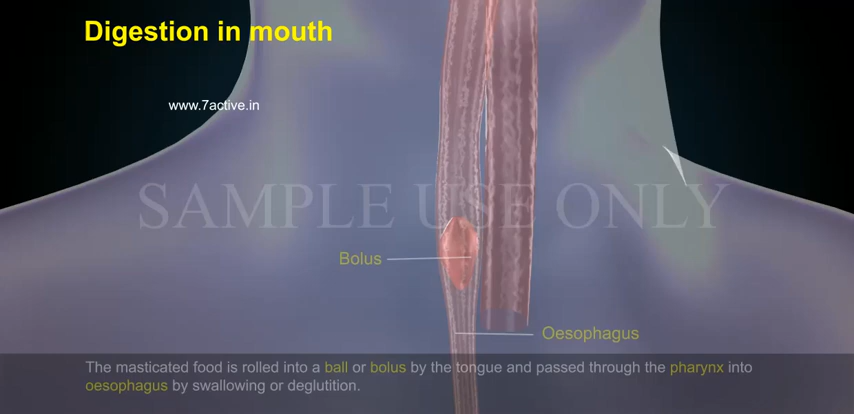 Digestion in mouth
www.7active.in
SAMPLE USE ONLY
Bolus
Oesophagus
The masticated food is rolled into a ball or bolus by the tongue and passed through the pharynx into
oesophagus by swallowing or deglutition.